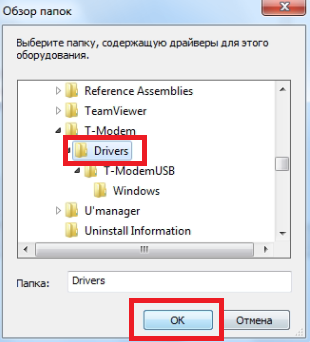 Обзор папок
Выберите папку, содержащую драйверы для этого
оборудования.
Reference Assemblies
TeamViewer
T-Modem
Drivers
T-ModemUSB
Windows
U'manager
Uninstall Information
Папка: Drivers
OK Отмена